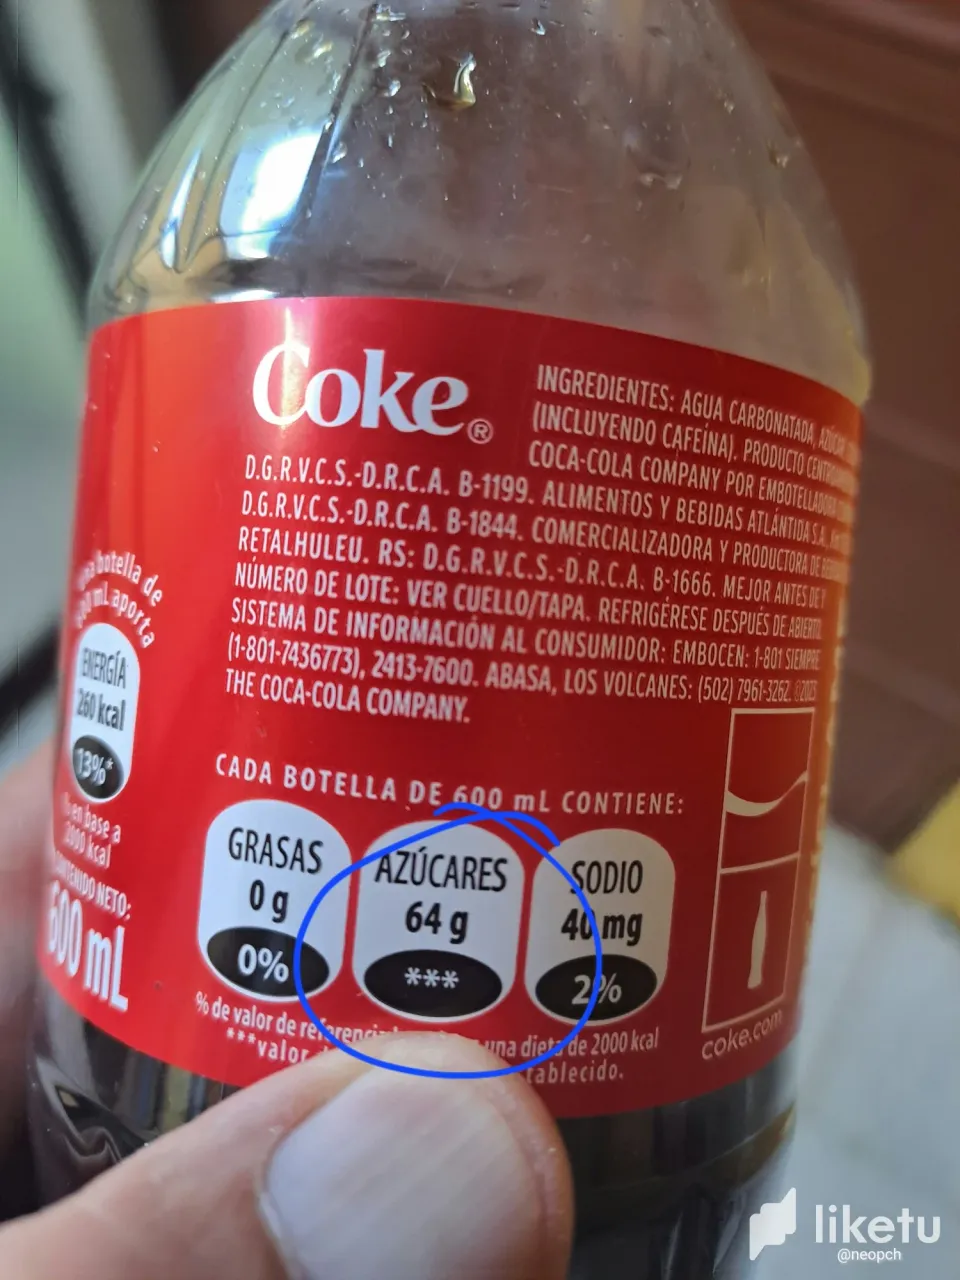 Coke®
INGREDIENTES: AGUA CARBONATADA, AZÚCAR
(INCLUYENDO CAFEÍNA). PRODUCTO
COCA-COLA COMPANY POR EMBOTELLADORA
D.G.R.V.C.S.-D.R.C.A. B-1199. ALIMENTOS Y BEBIDAS ATLÁNTIDA S.A.
D.G.R.V.C.S.-D.R.C.A. B-1844. COMERCIALIZADORA Y PRODUCTORA DE
RETALHULEU. RS: D.G.R.V.C.S.-D.R.C.A. B-1666. MEJOR ANTES DE Y
NÚMERO DE LOTE: VER CUELLO/TAPA. REFRIGÉRESE DESPUÉS DE ABIERTO.
SISTEMA DE INFORMACIÓN AL CONSUMIDOR: EMBOCEN: 1-801 SIEMPRE
(1-801-7436773), 2413-7600. ABASA, LOS VOLCANES: (502) 7961-3262. ©2023
THE COCA-COLA COMPANY.
una botella de
600 mL aporta
ENERGÍA
260 kcal
13%*
% en base a
2000 kcal
CONTENIDO NETO:
600 mL
CADA BOTELLA DE 600 mL CONTIENE:
GRASAS
0 g
0%
AZÚCARES
64 g
***
SODIO
40 mg
2%
% de valor de referencia una dieta de 2000 kcal
***valor establecido.
coke.com
liketu
@neopch